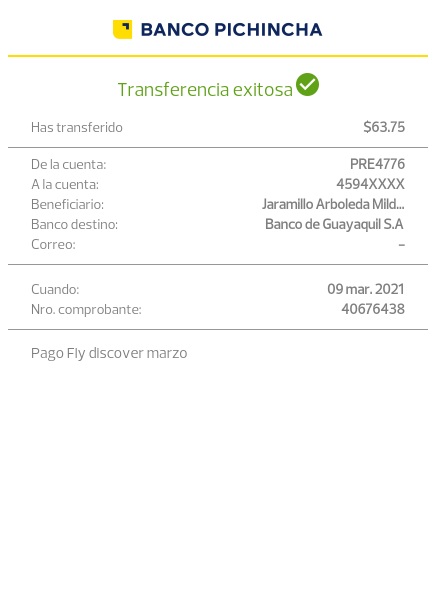 BANCO PICHINCHA
Transferencia exitosa
Has transferido $63.75
De la cuenta: PRE4776
A la cuenta: 4594XXXX
Beneficiario: Jaramillo Arboleda Mild...
Banco destino: Banco de Guayaquil S.A
Correo: –
Cuando: 09 mar. 2021
Nro. comprobante: 40676438
Pago Fly discover marzo